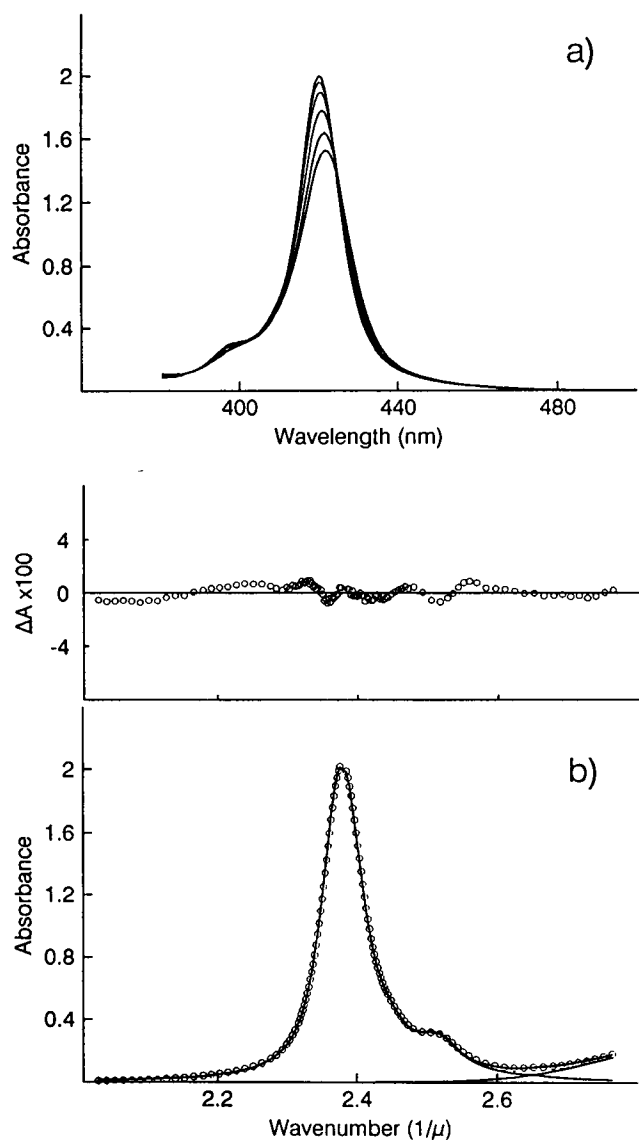 a)
2
1.6
1.2
0.8
0.4
Absorbance
400
440
480
Wavelength (nm)
4
0
-4
ΔA x100
b)
2
1.6
1.2
0.8
0.4
Absorbance
2.2
2.4
2.6
Wavenumber (1/μ)